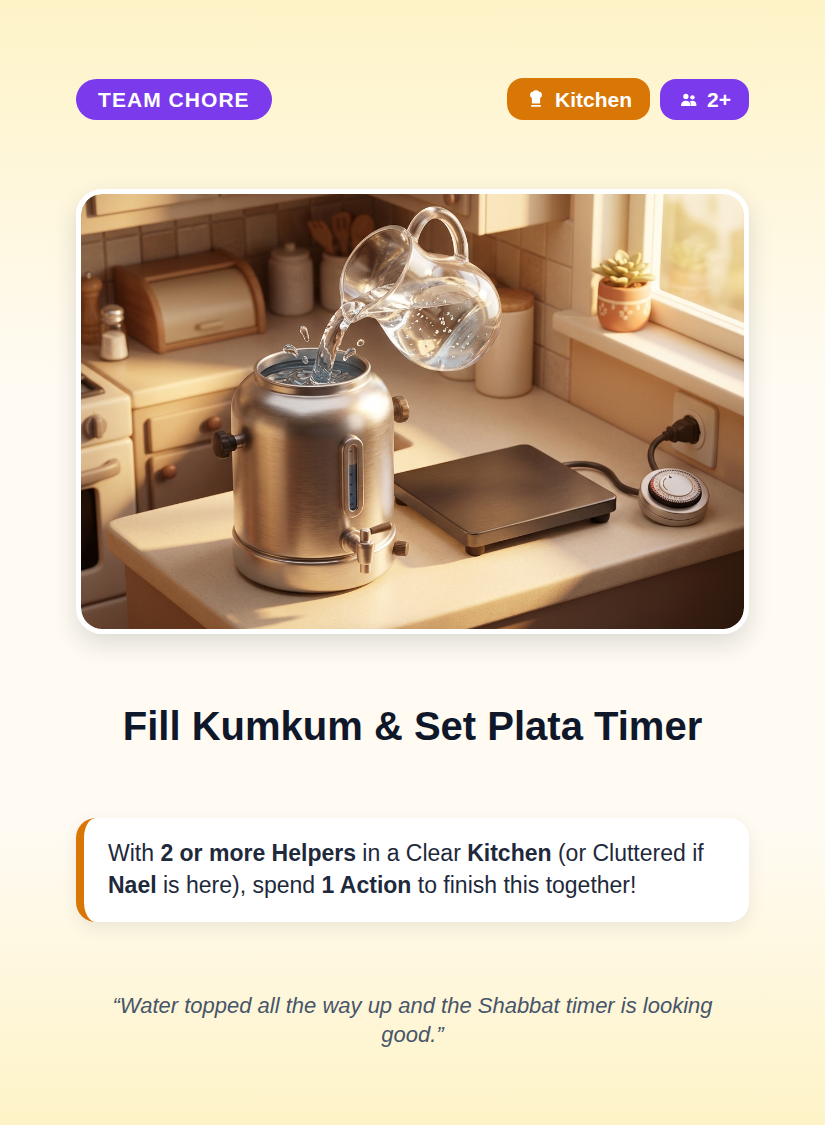 TEAM CHORE
Kitchen
2+
Fill Kumkum & Set Plata Timer
With 2 or more Helpers in a Clear Kitchen (or Cluttered if
Nael is here), spend 1 Action to finish this together!
“Water topped all the way up and the Shabbat timer is looking
good.”